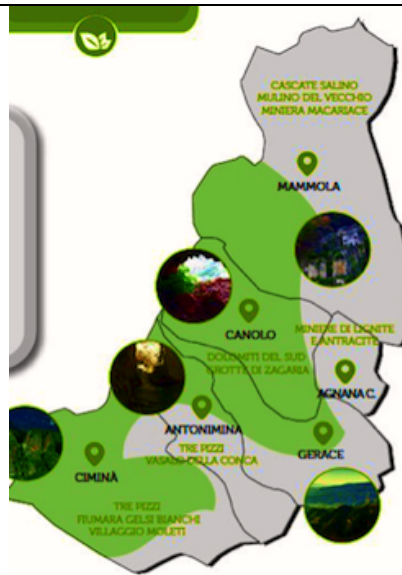 CASCATE SALINO
MULINO DEL VECCHIO
MINIERA MACARIACE
MAMMOLA
CANOLO
MINIERE DI LIGNITE
E ANTRACITE
DOLOMITI DEL SUD
GROTTE DI ZAGARIA
AGNANA C.
ANTONIMINA
GERACE
TRE PIZZI
VASALO DELLA CONCA
CIMINÀ
TRE PIZZI
FIUMARA GELSI BIANCHI
VILLAGGIO MOLETI